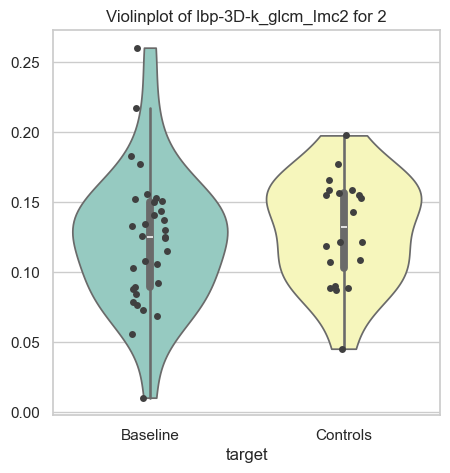 Violinplot of lbp-3D-k_glcm_Imc2 for 2
0.25
0.20
0.15
0.10
0.05
0.00
Baseline Controls
target